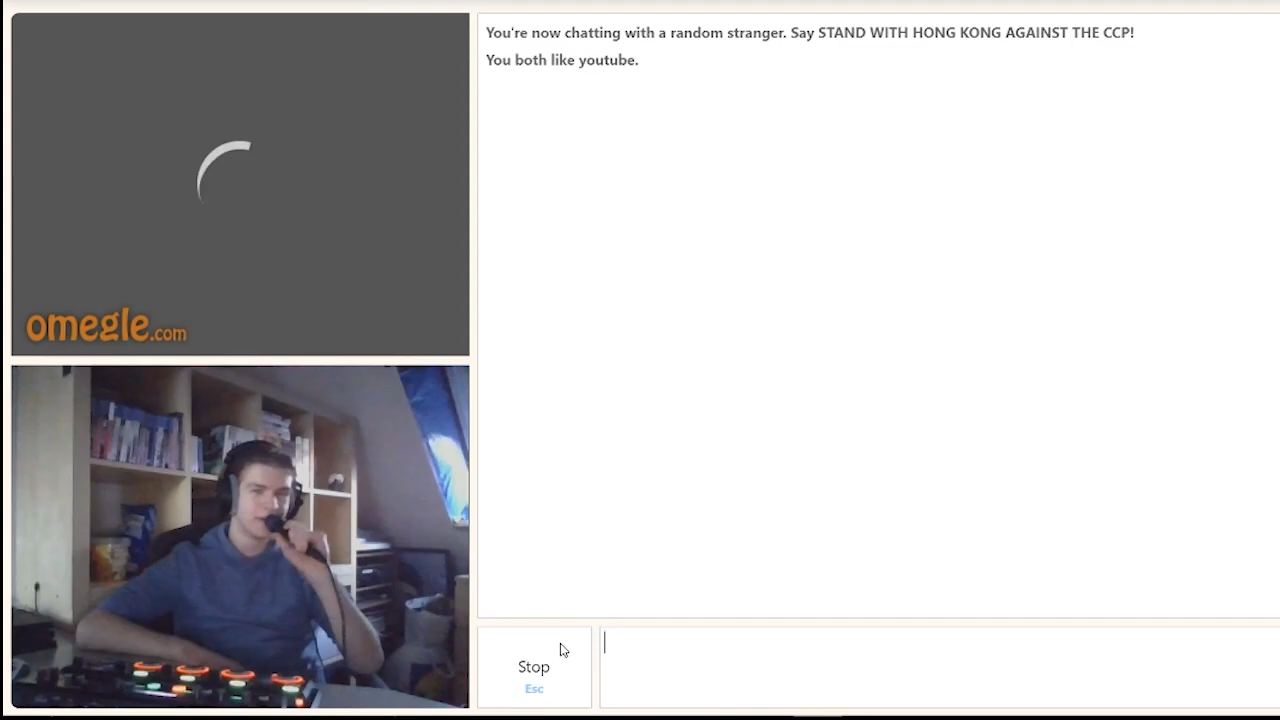 You're now chatting with a random stranger. Say STAND WITH HONG KONG AGAINST THE CCP!
You both like youtube.
omegle.com
Stop
Esc